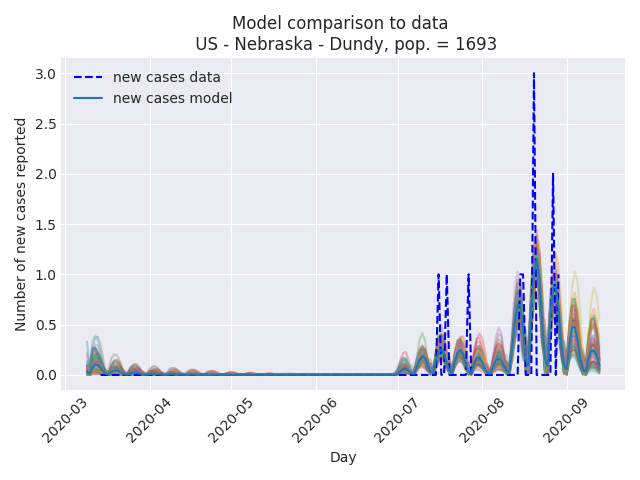 Model comparison to data
US - Nebraska - Dundy, pop. = 1693
new cases data
new cases model
Number of new cases reported
3.0
2.5
2.0
1.5
1.0
0.5
0.0
2020-03
2020-04
2020-05
2020-06
2020-07
2020-08
2020-09
Day